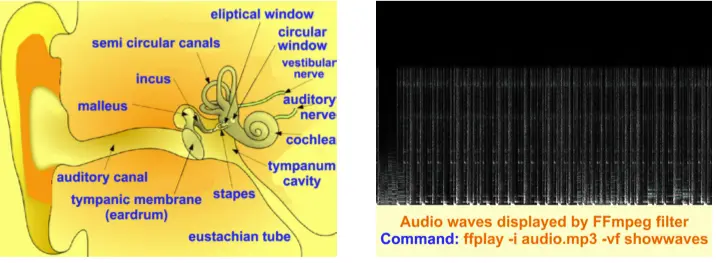 eliptical window
circular
window
semi circular canals
vestibular
nerve
incus
auditory
nerve
malleus
cochlea
tympanum
cavity
auditory canal
stapes
tympanic membrane
(eardrum)
eustachian tube
Audio waves displayed by FFmpeg filter
Command: ffplay -i audio.mp3 -vf showwaves